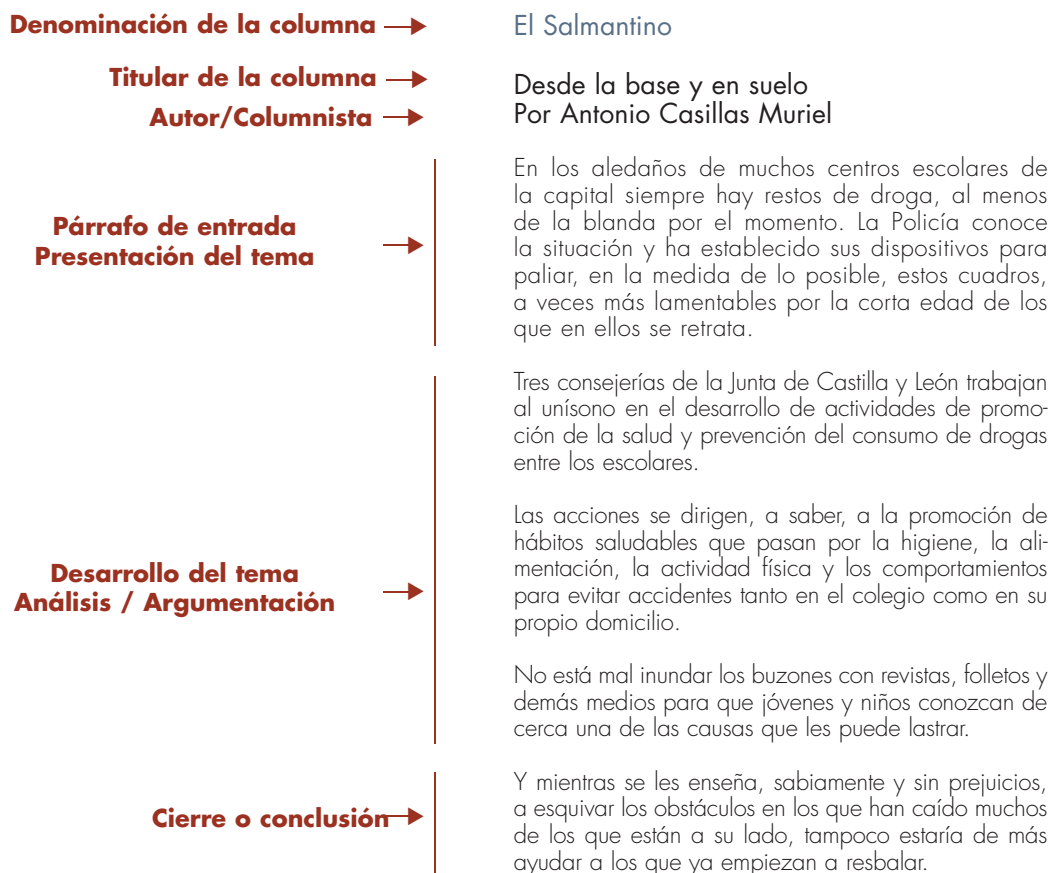 Denominación de la columna
El Salmantino
Titular de la columna
Desde la base y en suelo
Autor/Columnista
Por Antonio Casillas Muriel
Párrafo de entrada
Presentación del tema
En los aledaños de muchos centros escolares de
la capital siempre hay restos de droga, al menos
de la blanda por el momento. La Policía conoce
la situación y ha establecido sus dispositivos para
paliar, en la medida de lo posible, estos cuadros,
a veces más lamentables por la corta edad de los
que en ellos se retrata.
Desarrollo del tema
Análisis / Argumentación
Tres consejerías de la Junta de Castilla y León trabajan
al unísono en el desarrollo de actividades de promo-
ción de la salud y prevención del consumo de drogas
entre los escolares.
Las acciones se dirigen, a saber, a la promoción de
hábitos saludables que pasan por la higiene, la ali-
mentación, la actividad física y los comportamientos
para evitar accidentes tanto en el colegio como en su
propio domicilio.
No está mal inundar los buzones con revistas, folletos y
demás medios para que jóvenes y niños conozcan de
cerca una de las causas que les puede lastrar.
Cierre o conclusión
Y mientras se les enseña, sabiamente y sin prejuicios,
a esquivar los obstáculos en los que han caído muchos
de los que están a su lado, tampoco estaría de más
ayudar a los que ya empiezan a resbalar.